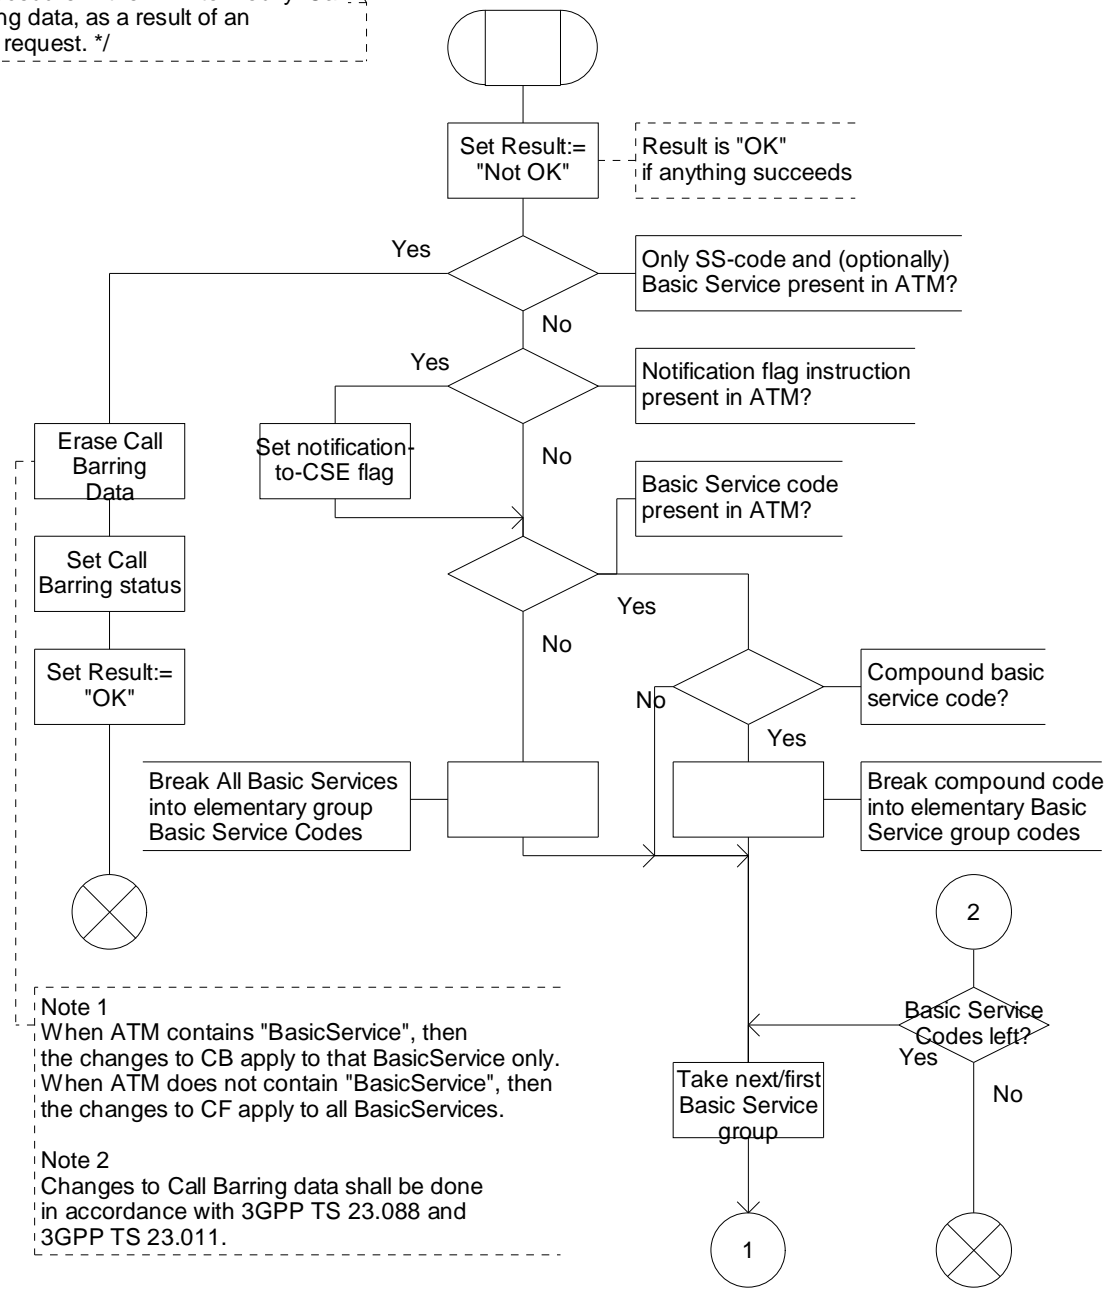 ng data, as a result of an
request. */
Set Result:=
"Not OK"
Result is "OK"
if anything succeeds
Yes
Only SS-code and (optionally)
Basic Service present in ATM?
No
Yes
Notification flag instruction
present in ATM?
Erase Call
Barring
Data
Set notification-
to-CSE flag
No
Basic Service code
present in ATM?
Set Call
Barring status
Yes
No
Set Result:=
"OK"
No
Compound basic
service code?
Yes
Break All Basic Services
into elementary group
Basic Service Codes
Break compound code
into elementary Basic
Service group codes
2
Note 1
When ATM contains "BasicService", then
the changes to CB apply to that BasicService only.
When ATM does not contain "BasicService", then
the changes to CF apply to all BasicServices.
Basic Service
Codes left?
Yes
No
Take next/first
Basic Service
group
Note 2
Changes to Call Barring data shall be done
in accordance with 3GPP TS 23.088 and
3GPP TS 23.011.
1